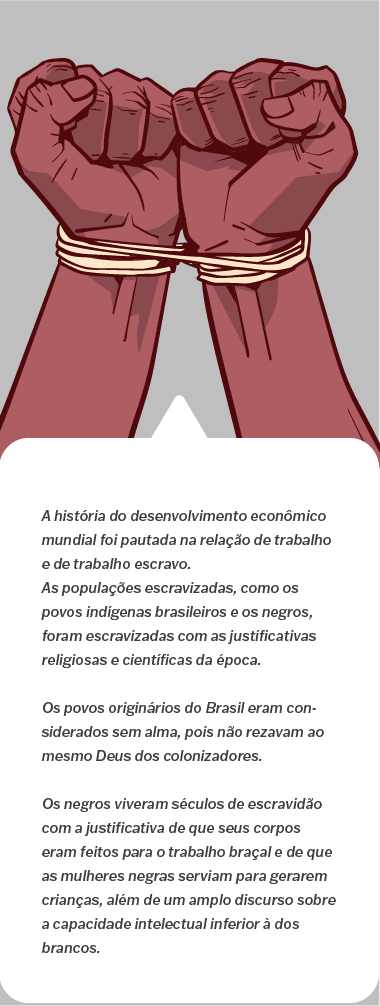 A história do desenvolvimento econômico
mundial foi pautada na relação de trabalho
e de trabalho escravo.
As populações escravizadas, como os
povos indígenas brasileiros e os negros,
foram escravizadas com as justificativas
religiosas e científicas da época.
Os povos originários do Brasil eram con-
siderados sem alma, pois não rezavam ao
mesmo Deus dos colonizadores.
Os negros viveram séculos de escravidão
com a justificativa de que seus corpos
eram feitos para o trabalho braçal e de que
as mulheres negras serviam para gerarem
crianças, além de um amplo discurso sobre
a capacidade intelectual inferior à dos
brancos.